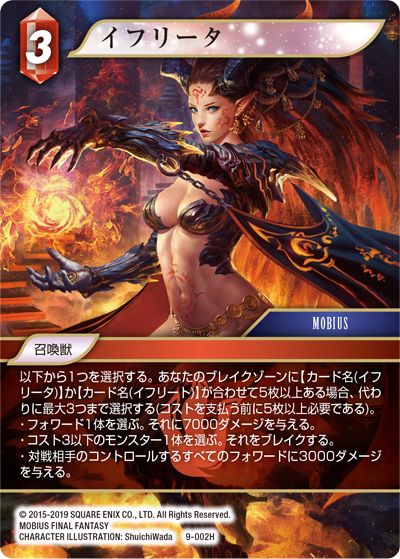 3
イフリータ
MOBIUS
召喚獣
以下から1つを選択する。あなたのブレイクゾーンに【カード名(イフ
リータ)】か【カード名(イフリート)】が合わせて5枚以上ある場合、代わ
りに最大3つまで選択する(コストを支払う前に5枚以上必要である)。
・フォワード1体を選ぶ。それに7000ダメージを与える。
・コスト3以下のモンスター1体を選ぶ。それをブレイクする。
・対戦相手のコントロールするすべてのフォワードに3000ダメージ
を与える。
© 2015-2019 SQUARE ENIX CO., LTD. All Rights Reserved.
MOBIUS FINAL FANTASY
CHARACTER ILLUSTRATION: ShuichiWada 9-002H